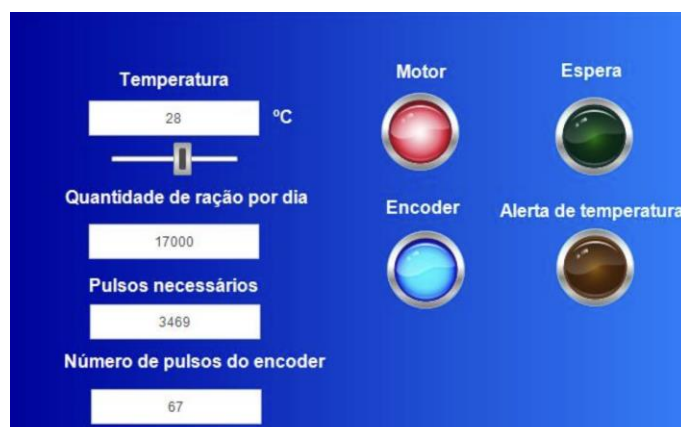 Temperatura
28
ºC
Quantidade de ração por dia
17000
Pulsos necessários
3469
Número de pulsos do encoder
67
Motor
Espera
Encoder
Alerta de temperatura